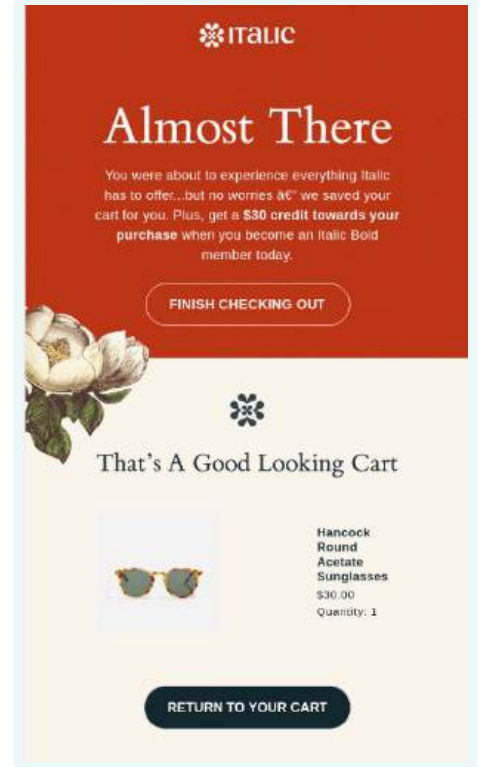 ITALIC
Almost There
You were about to experience everything Italic
has to offer...but no worries â€“ we saved your
cart for you. Plus, get a $30 credit towards your
purchase when you become an Italic Bold
member today.
FINISH CHECKING OUT
That's A Good Looking Cart
Hancock
Round
Acetate
Sunglasses
$30.00
Quantity: 1
RETURN TO YOUR CART